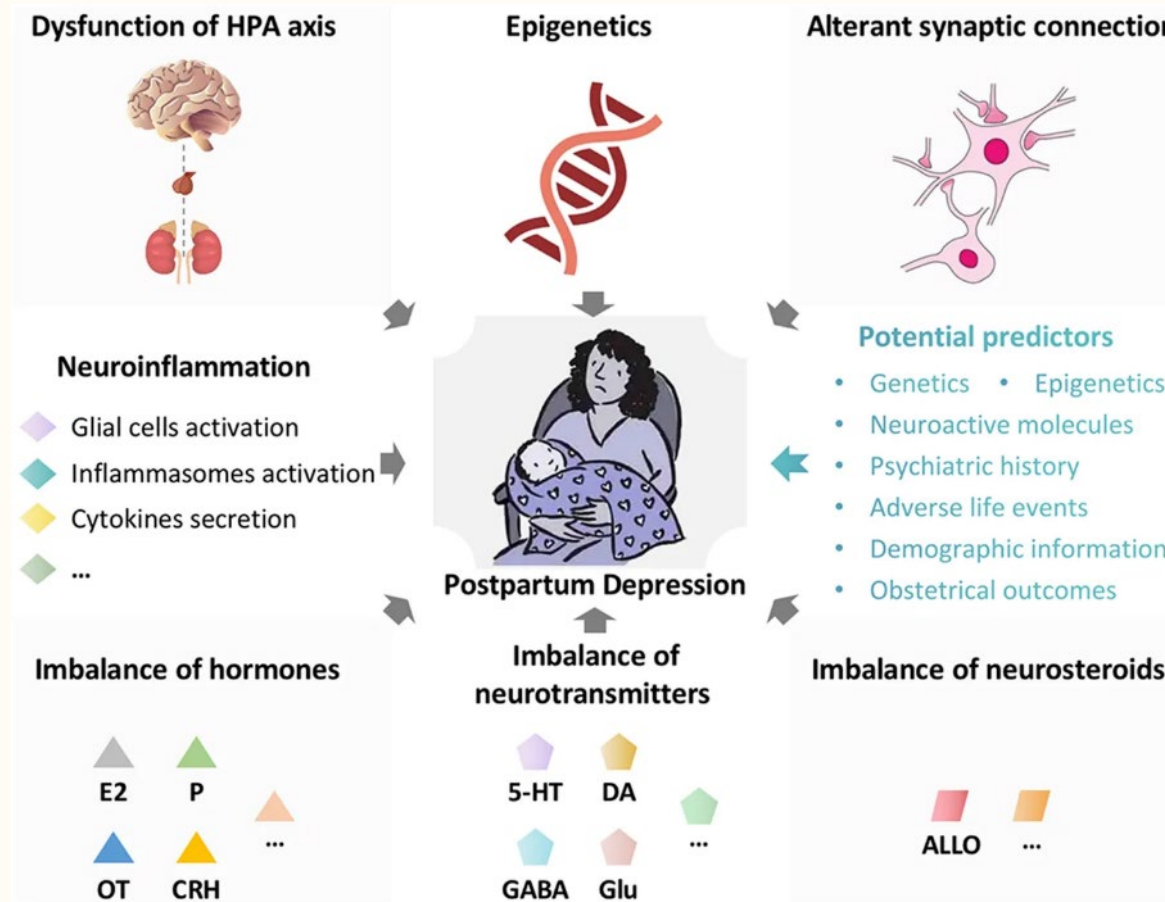 Dysfunction of HPA axis
Epigenetics
Alterant synaptic connection
Neuroinflammation
Glial cells activation
Inflammasomes activation
Cytokines secretion
...
Potential predictors
• Genetics • Epigenetics
• Neuroactive molecules
• Psychiatric history
• Adverse life events
• Demographic information
• Obstetrical outcomes
Postpartum Depression
Imbalance of hormones
E2 P
...
OT CRH
Imbalance of
neurotransmitters
5-HT DA
...
GABA Glu
Imbalance of neurosteroids
ALLO ...